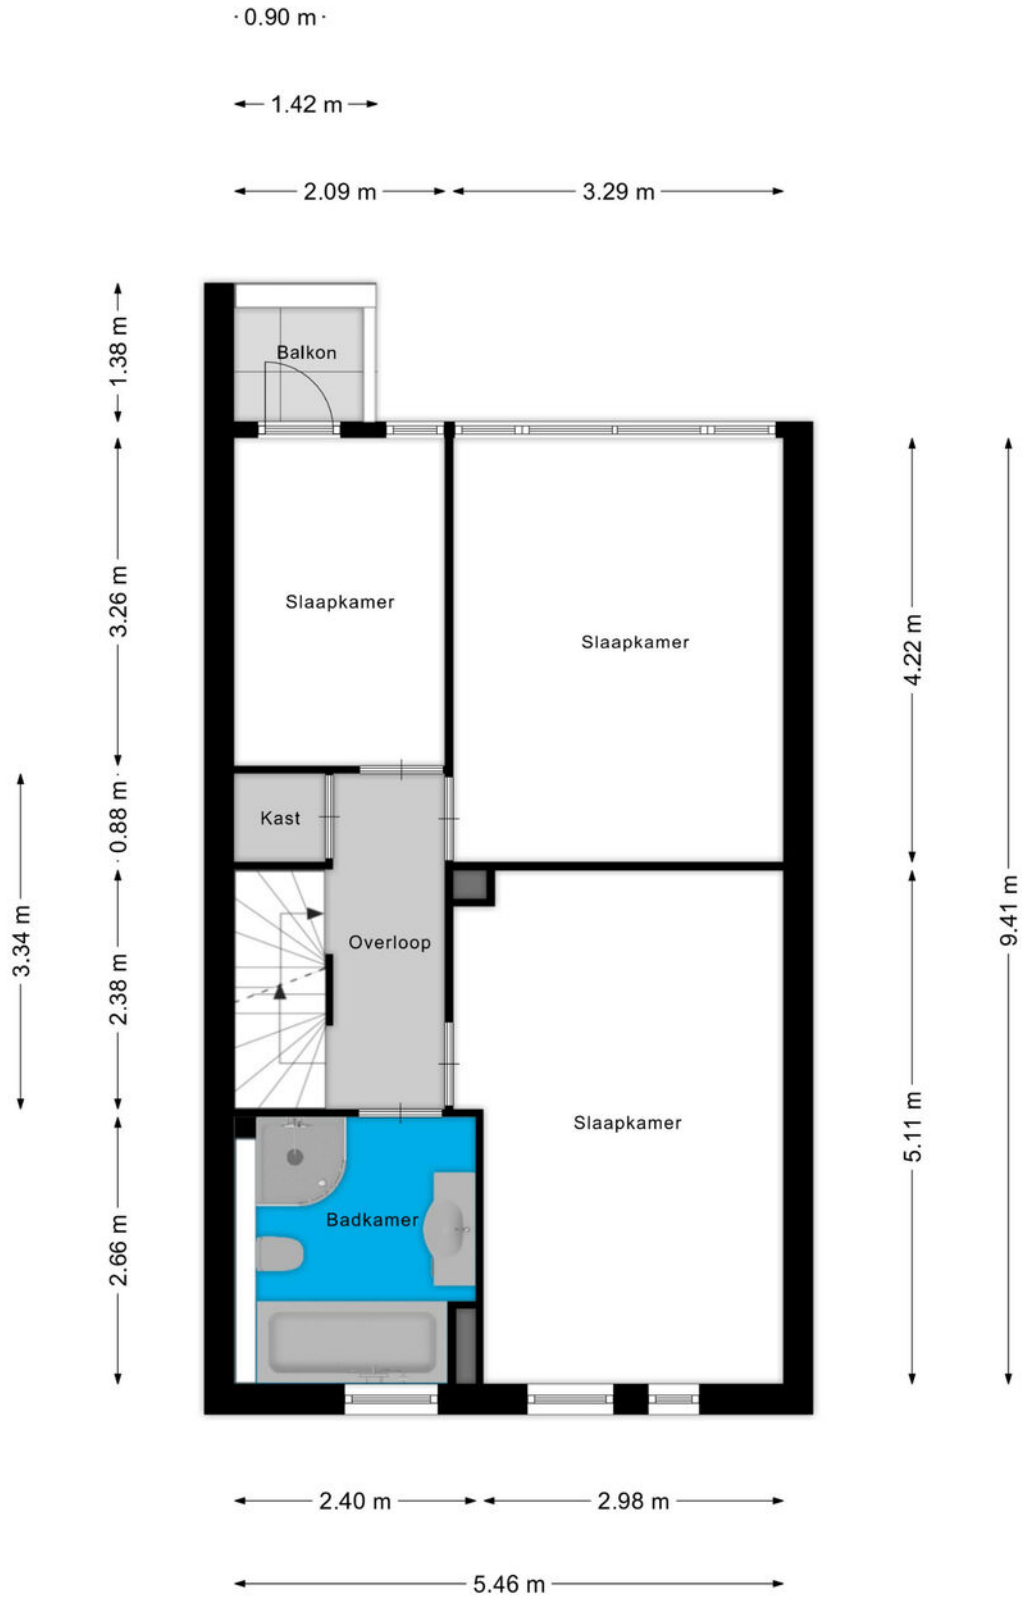 0.90 m
1.42 m
2.09 m
3.29 m
1.38 m
Balkon
3.26 m
Slaapkamer
Slaapkamer
4.22 m
0.88 m
Kast
3.34 m
9.41 m
2.38 m
Overloop
Slaapkamer
5.11 m
2.66 m
Badkamer
2.40 m
2.98 m
5.46 m